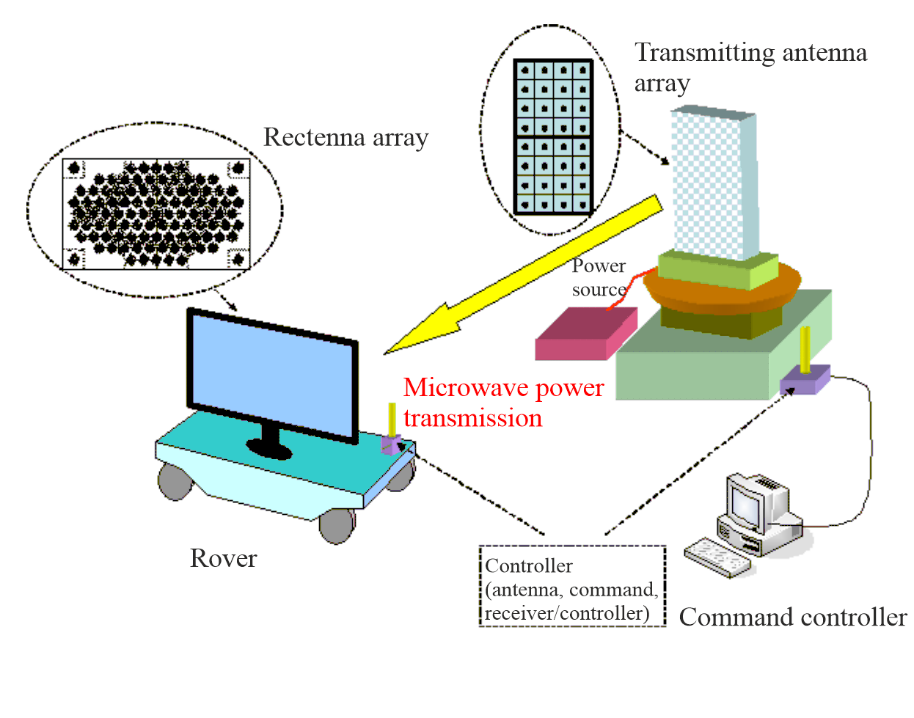 Transmitting antenna
array
Rectenna array
Power
source
Microwave power
transmission
Rover
Controller
(antenna, command,
receiver/controller)
Command controller